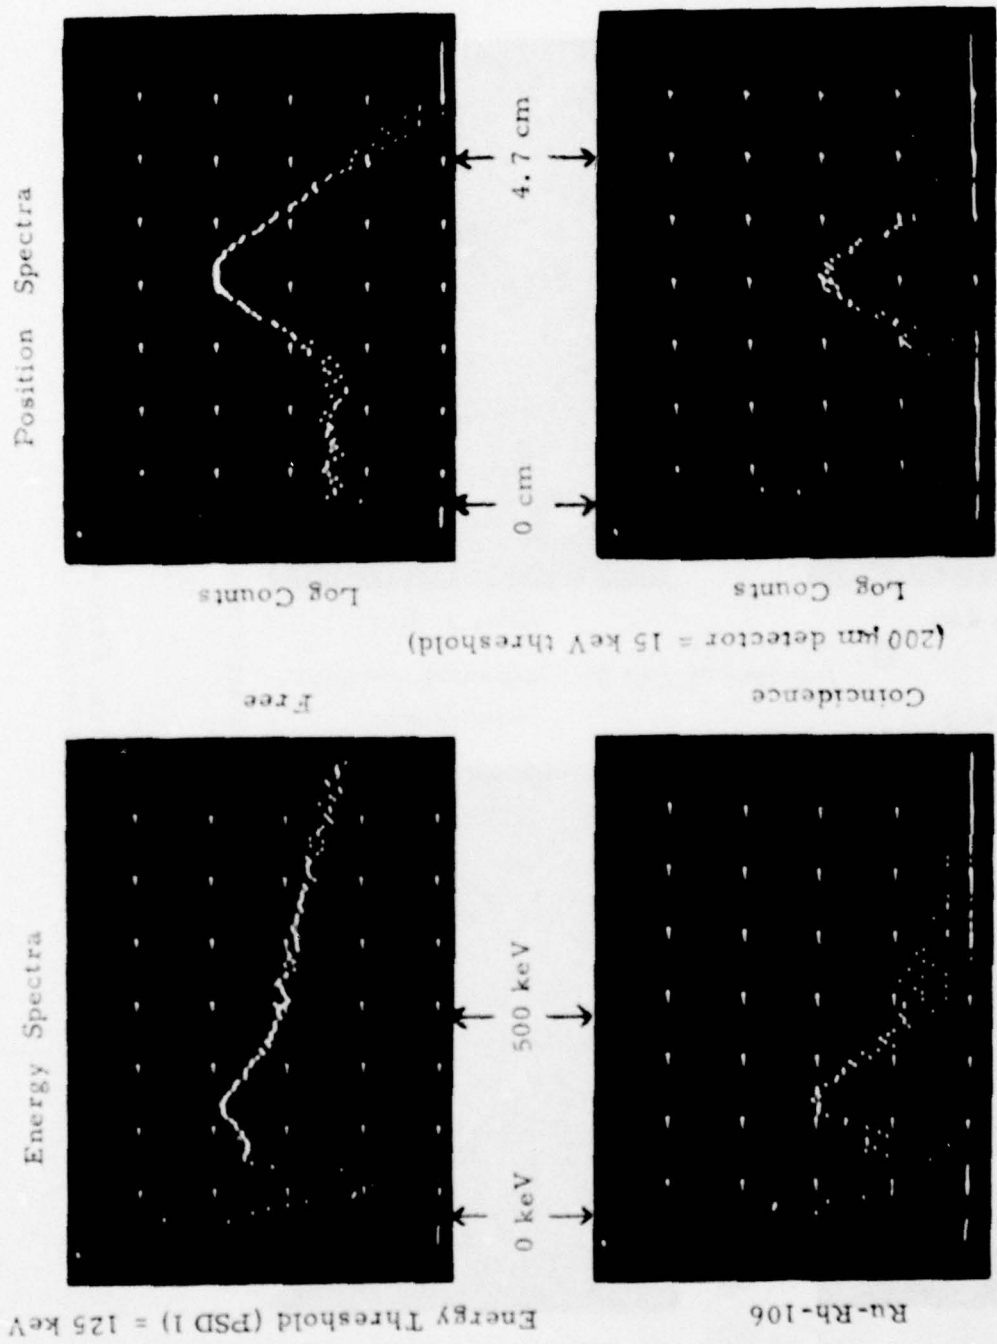 Energy Threshold (PSD 1) = 125 keV
Ru-Rh-106
Energy Spectra
0 keV
500 keV
Free
Coincidence
(200 µm detector = 15 keV threshold)
Log Counts
Log Counts
Position Spectra
0 cm
4.7 cm